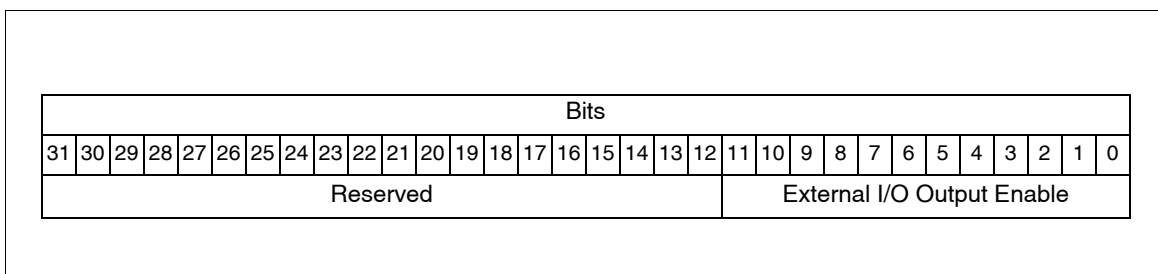 Bits
31 30 29 28 27 26 25 24 23 22 21 20 19 18 17 16 15 14 13 12 11 10 9 8 7 6 5 4 3 2 1 0
Reserved External I/O Output Enable